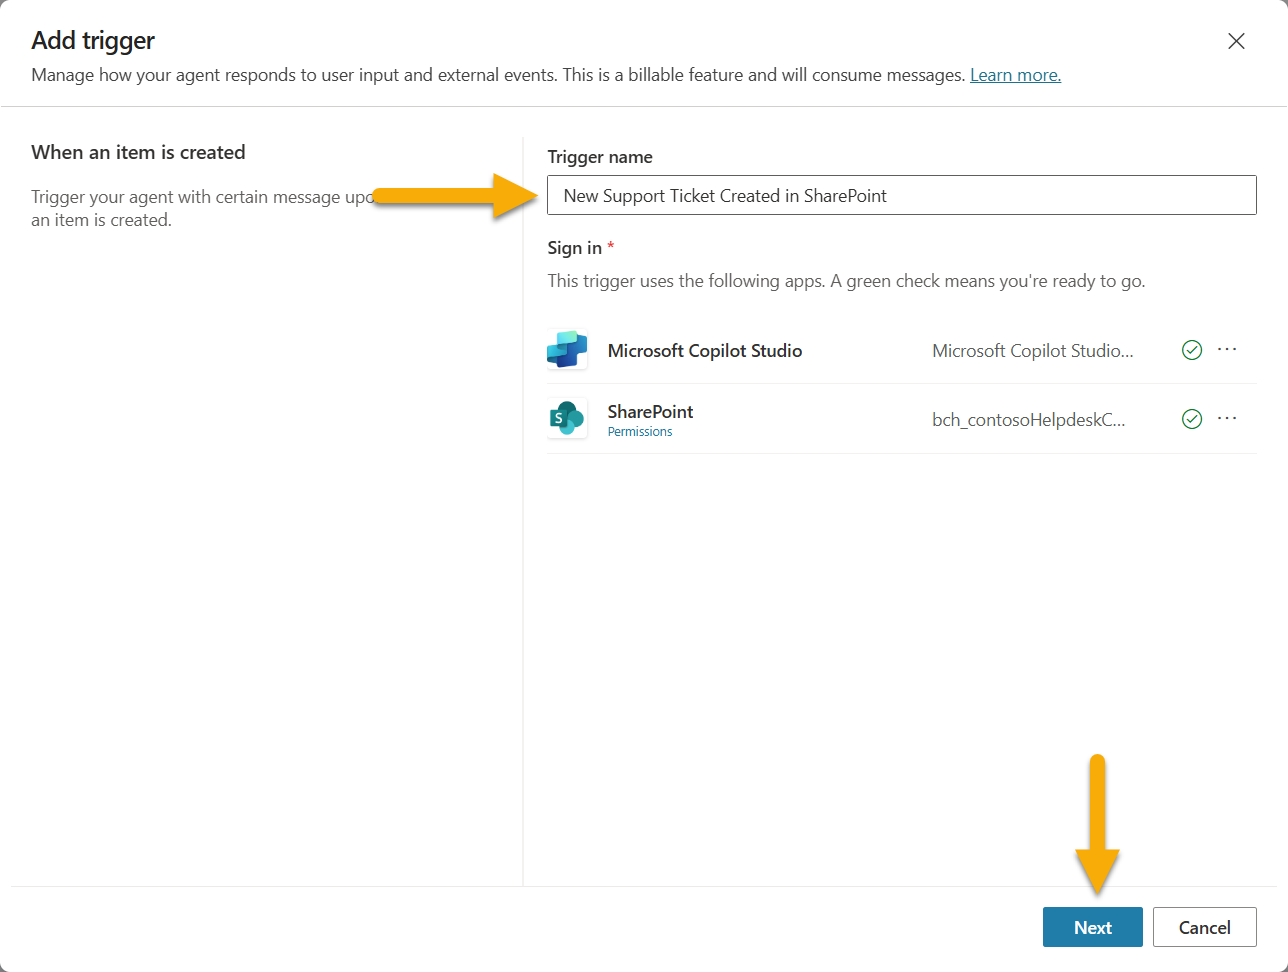 Add trigger
Manage how your agent responds to user input and external events. This is a billable feature and will consume messages. Learn more.
When an item is created
Trigger your agent with certain message
an item is created.
Trigger name
New Support Ticket Created in SharePoint
Sign in *
This trigger uses the following apps. A green check means you're ready to go.
Microsoft Copilot Studio
Microsoft Copilot Studio...
SharePoint
Permissions
bch_contosoHelpdeskC...
Next
Cancel